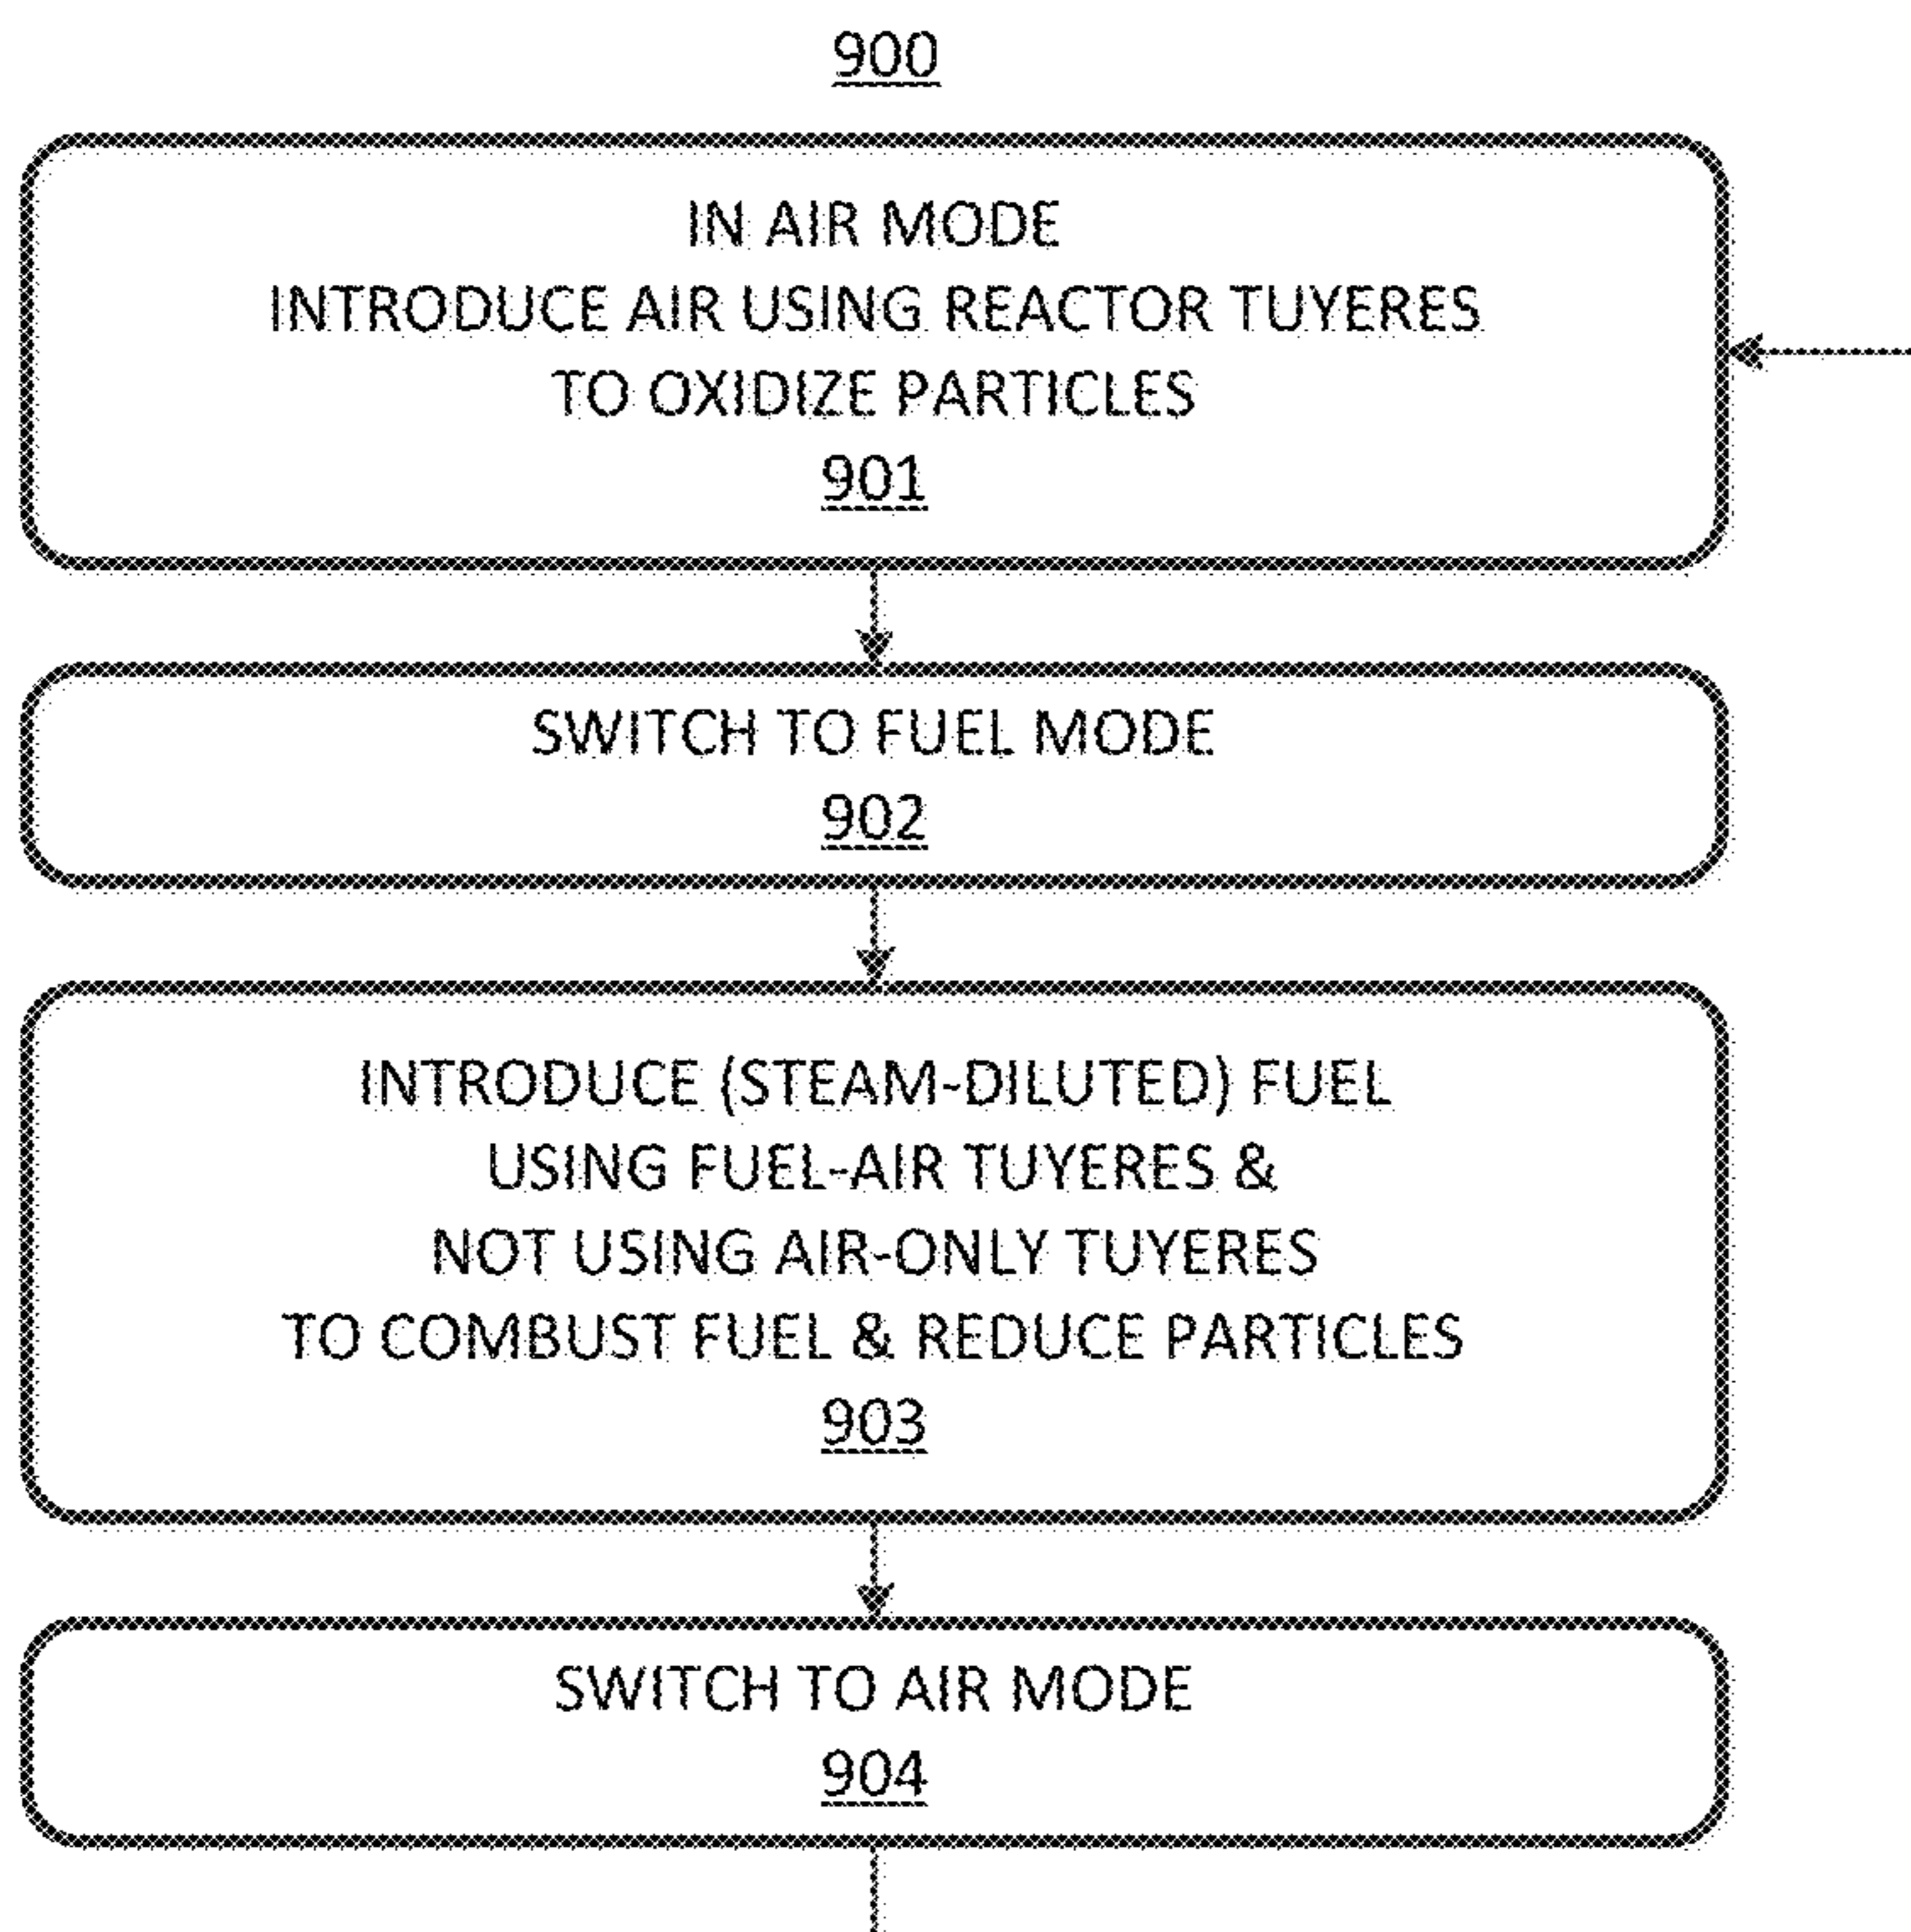 900
IN AIR MODE
INTRODUCE AIR USING REACTOR TUYERES
TO OXIDIZE PARTICLES
901
SWITCH TO FUEL MODE
902
INTRODUCE (STEAM-DILUTED) FUEL
USING FUEL-AIR TUYERES &
NOT USING AIR-ONLY TUYERES
TO COMBUST FUEL & REDUCE PARTICLES
903
SWITCH TO AIR MODE
904